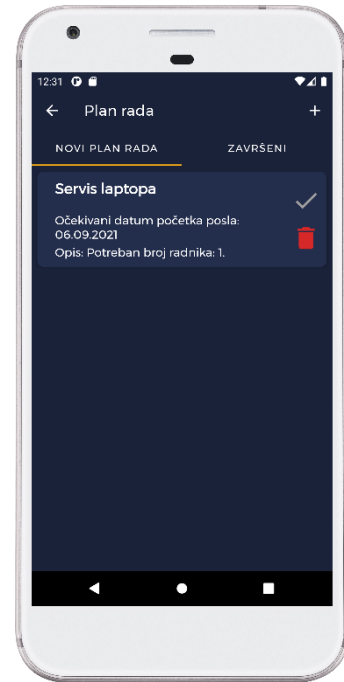 12:31
Plan rada
NOVI PLAN RADA
ZAVRŠENI
Servis laptopa
Očekivani datum početka posla:
06.09.2021
Opis: Potreban broj radnika: 1.